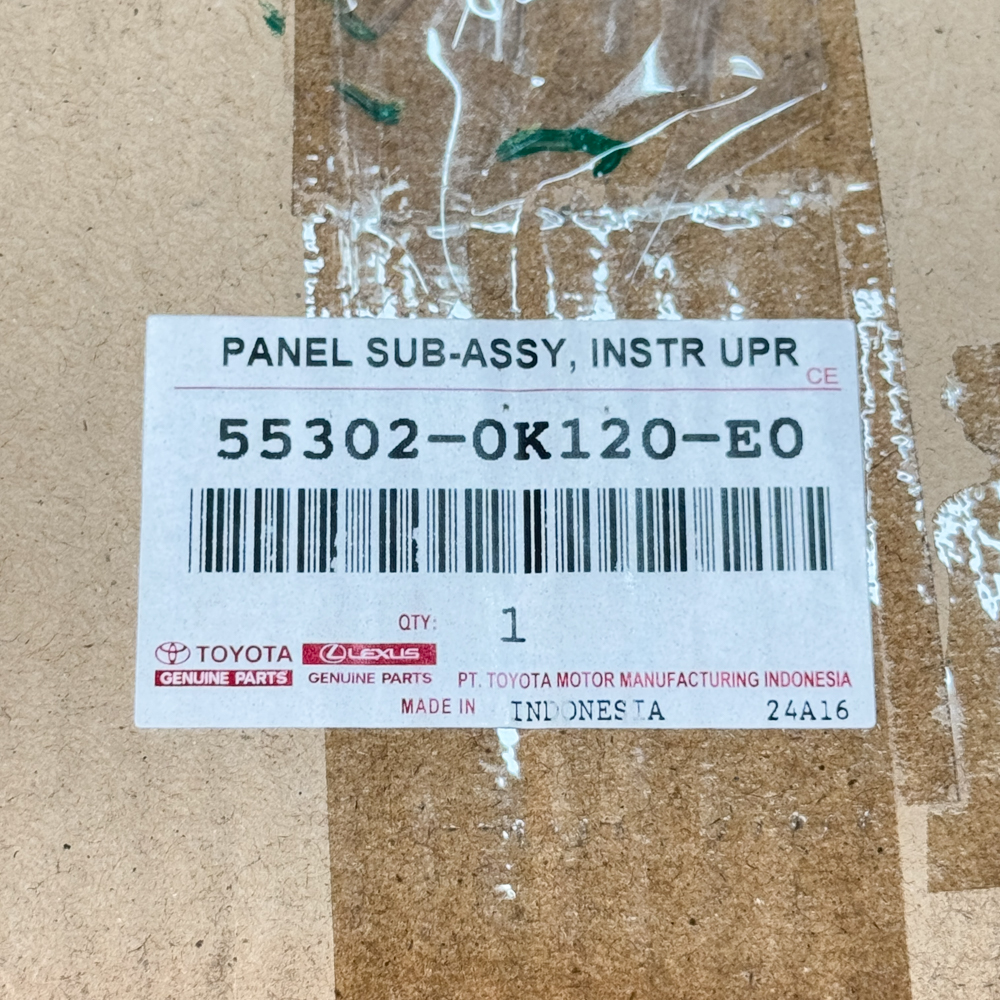 PANEL SUB-ASSY, INSTR UPR
CE
55302-0K120-E0
QTY: 1
TOYOTA LEXUS
GENUINE PARTS GENUINE PARTS PT. TOYOTA MOTOR MANUFACTURING INDONESIA
MADE IN INDONESIA 24A16